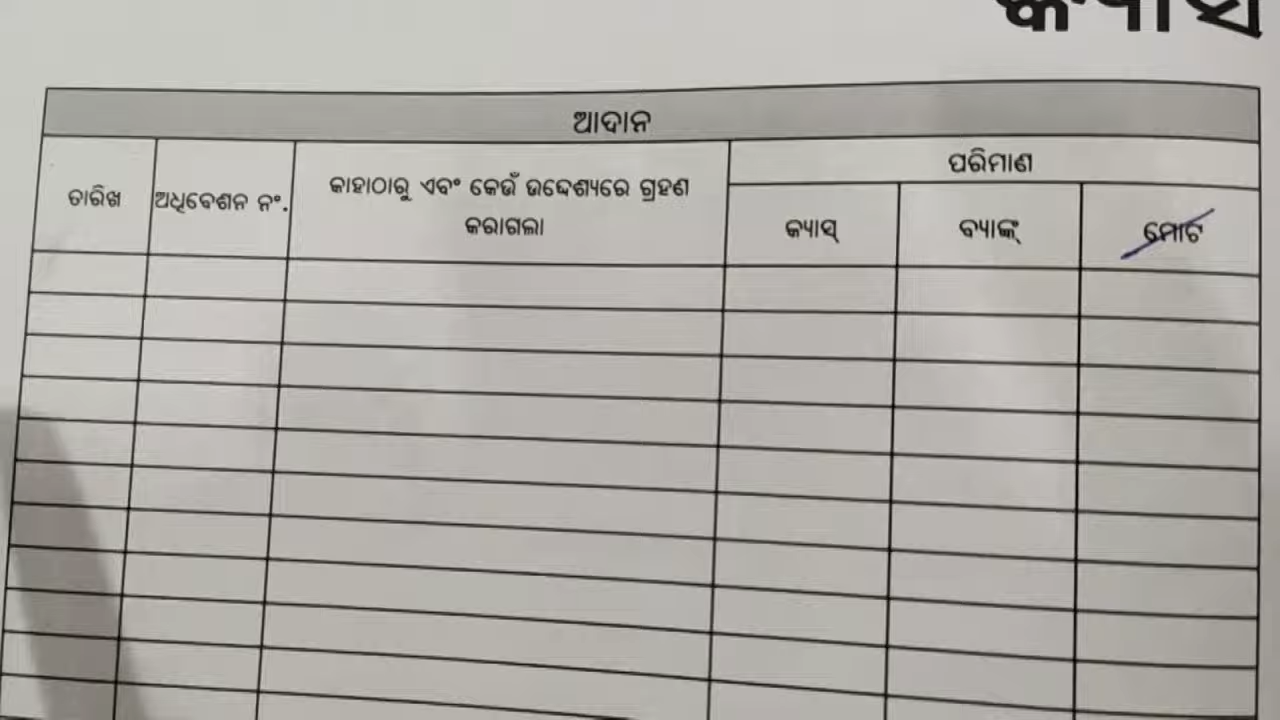 କ୍ୟାସ
ଆଦାନ
ତାରିଖ
ଅଧିବେଶନ ନଂ.
କାହାଠାରୁ ଏବଂ କେଉଁ ଉଦ୍ଦେଶ୍ୟରେ ଗ୍ରହଣ
କରାଗଲା
ପରିମାଣ
କ୍ୟାସ୍
ବ୍ୟାଙ୍କ୍
ମୋଟ